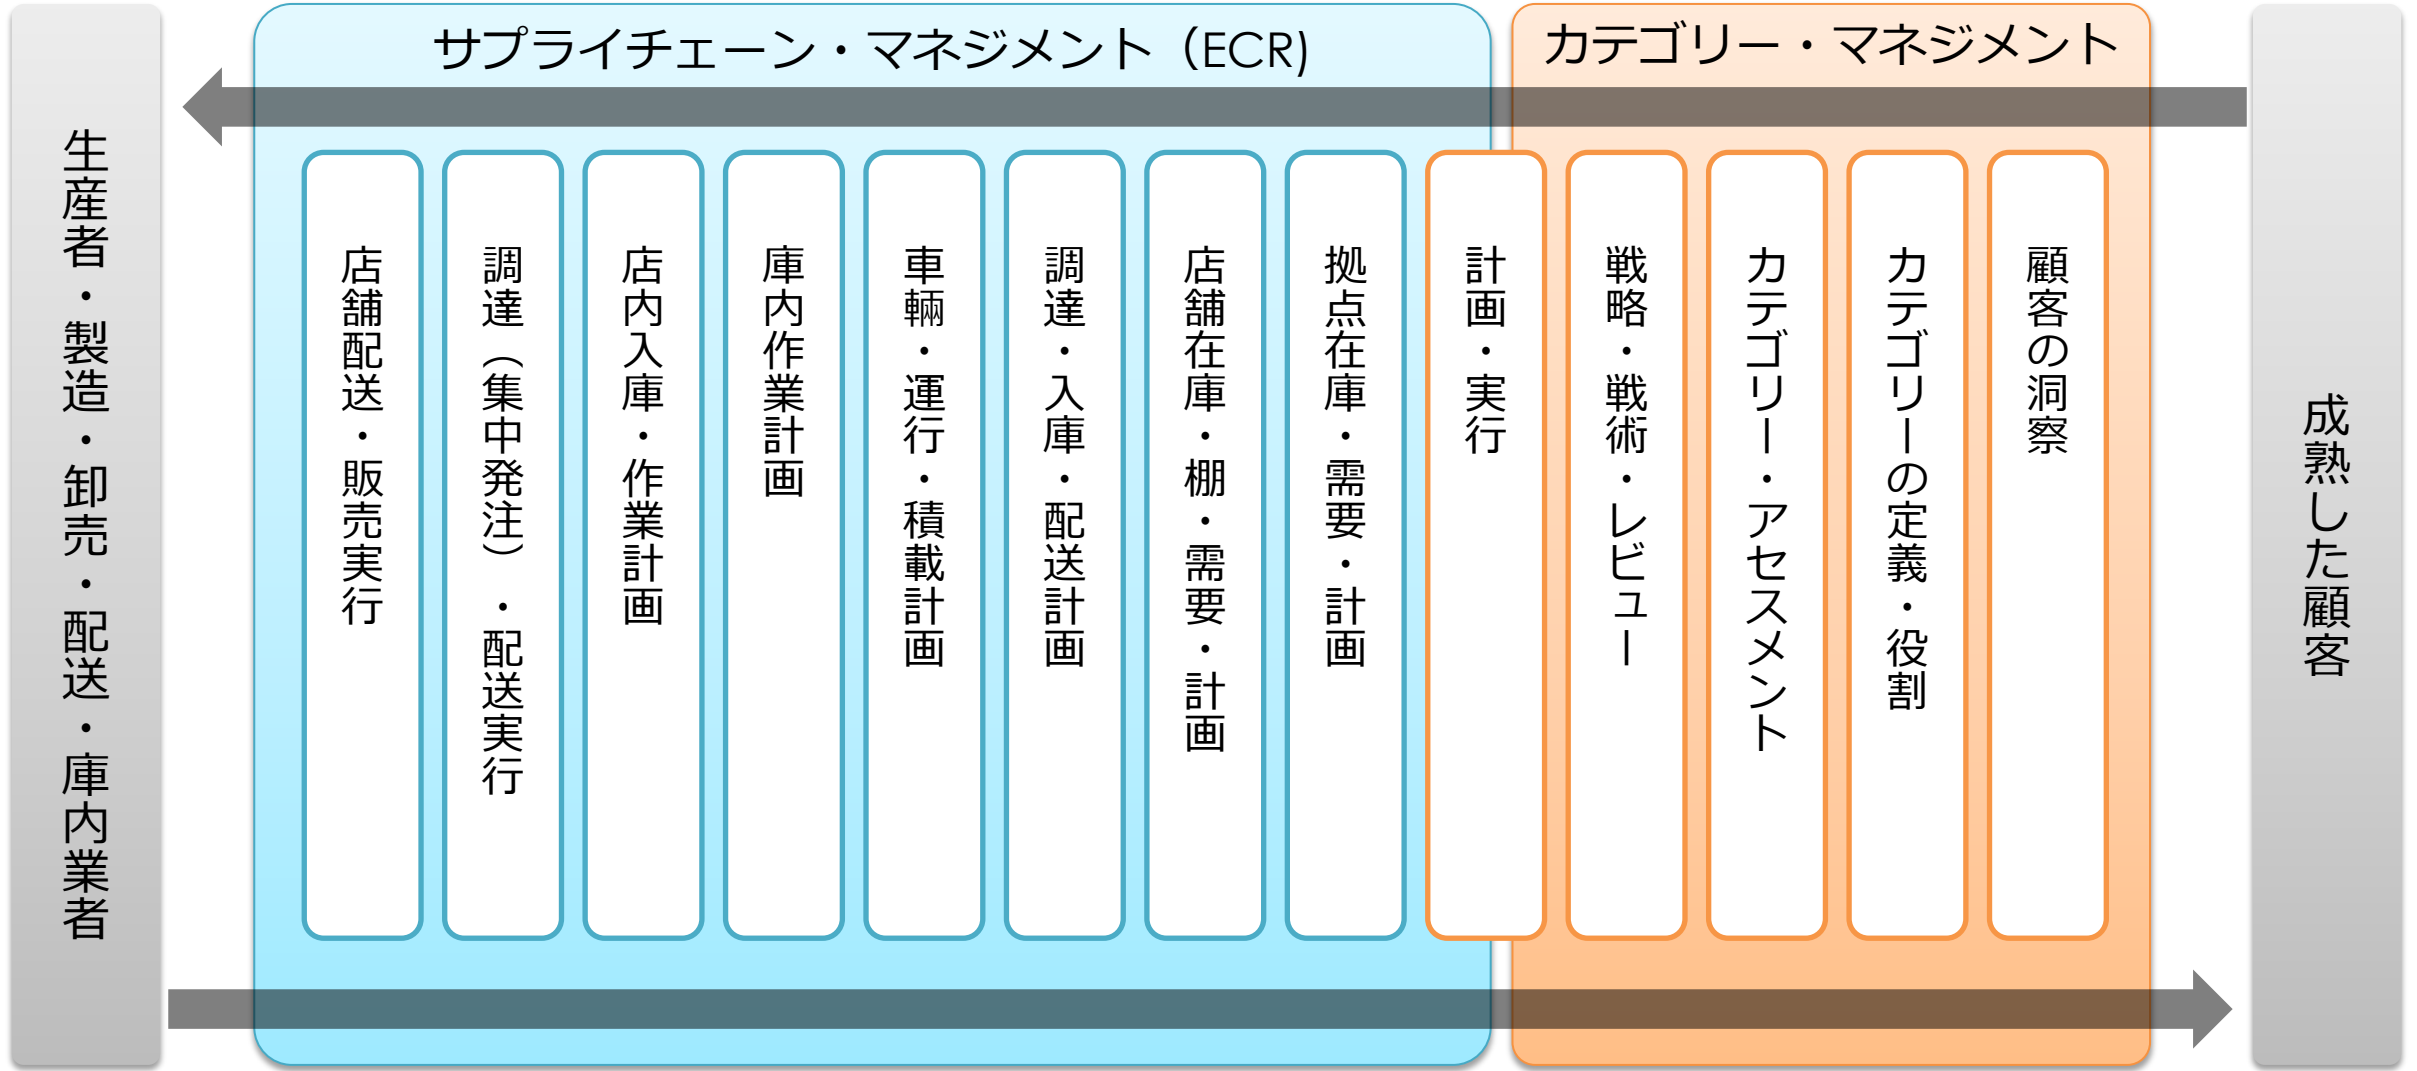 サプライチェーン・マネジメント（ECR)
カテゴリー・マネジメント
生産者・製造・卸売・配送・庫内業者
店舗配送・販売実行
調達（集中発注）・配送実行
店内入庫・作業計画
庫内作業計画
車輛・運行・積載計画
調達・入庫・配送計画
店舗在庫・棚・需要・計画
拠点在庫・需要・計画
計画・実行
戦略・戦術・レビュー
カテゴリー・アセスメント
カテゴリーの定義・役割
顧客の洞察
成熟した顧客